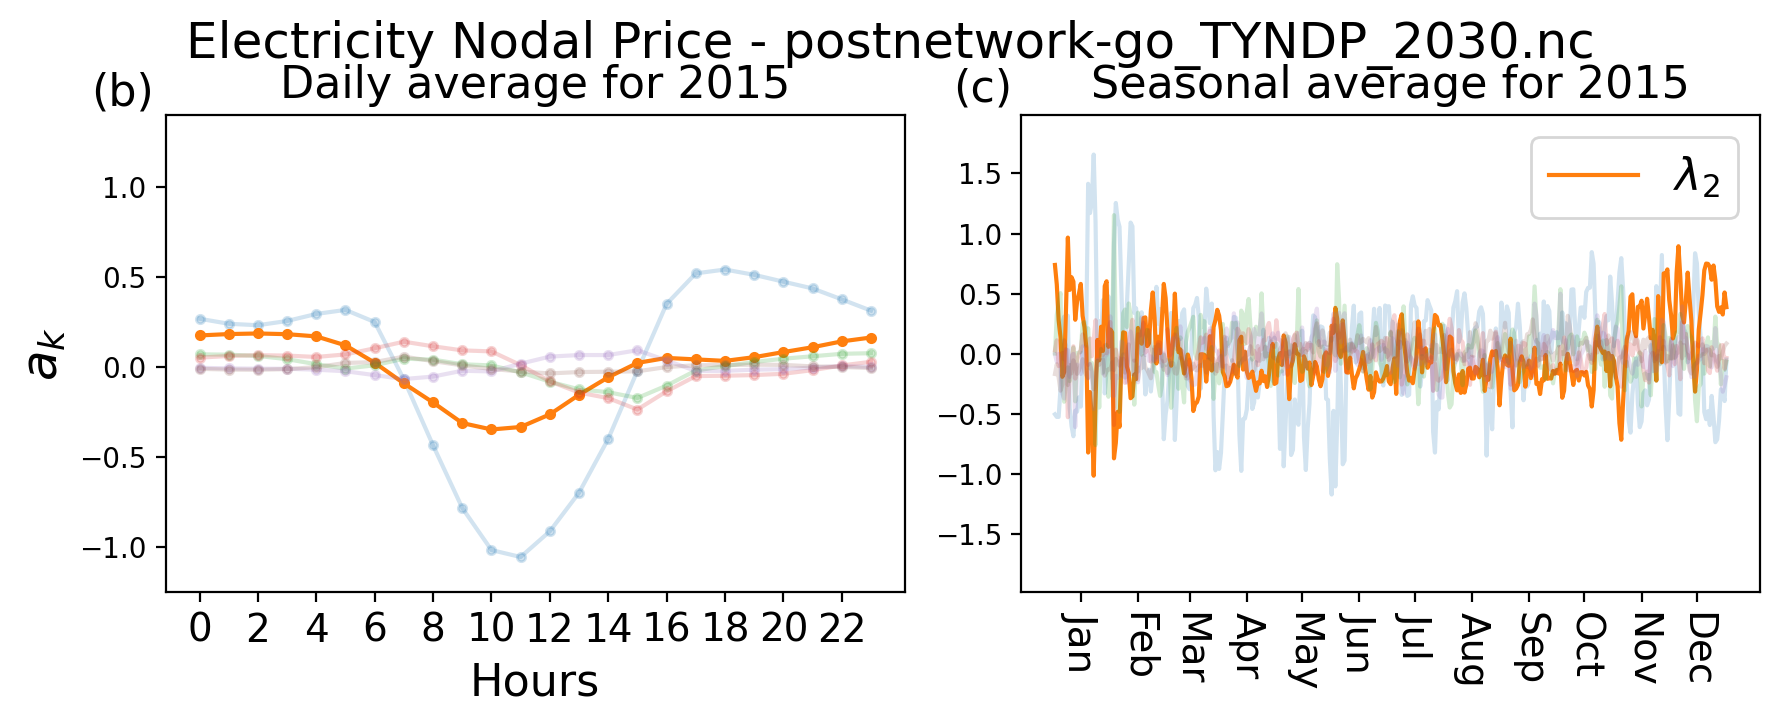 Electricity Nodal Price - postnetwork-go_TYNDP_2030.nc
(b) Daily average for 2015
1.0
0.5
0.0
−0.5
−1.0
a_k
0 2 4 6 8 10 12 14 16 18 20 22
Hours
(c) Seasonal average for 2015
λ₂
1.5
1.0
0.5
0.0
−0.5
−1.0
−1.5
Jan Feb Mar Apr May Jun Jul Aug Sep Oct Nov Dec